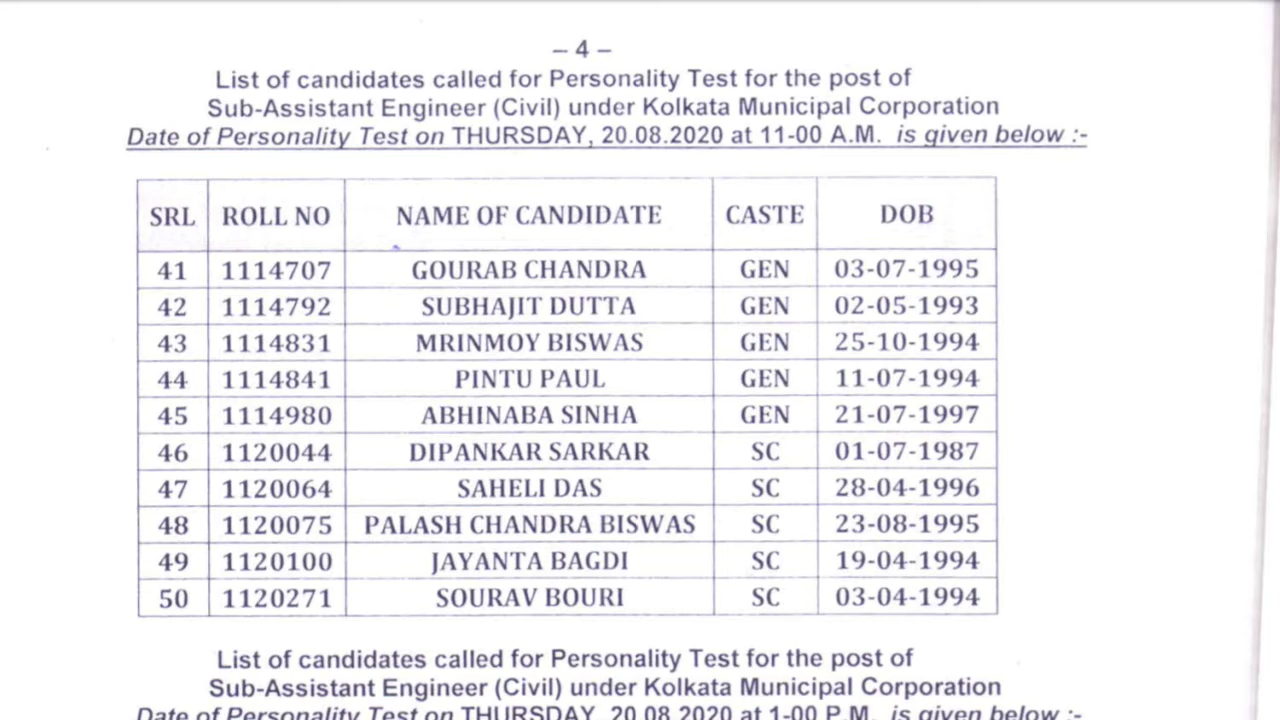 – 4 –
List of candidates called for Personality Test for the post of
Sub-Assistant Engineer (Civil) under Kolkata Municipal Corporation
Date of Personality Test on THURSDAY, 20.08.2020 at 11-00 A.M. is given below :-
SRL ROLL NO NAME OF CANDIDATE CASTE DOB
41 1114707 GOURAB CHANDRA GEN 03-07-1995
42 1114792 SUBHAJIT DUTTA GEN 02-05-1993
43 1114831 MRINMOY BISWAS GEN 25-10-1994
44 1114841 PINTU PAUL GEN 11-07-1994
45 1114980 ABHINABA SINHA GEN 21-07-1997
46 1120044 DIPANKAR SARKAR SC 01-07-1987
47 1120064 SAHELI DAS SC 28-04-1996
48 1120075 PALASH CHANDRA BISWAS SC 23-08-1995
49 1120100 JAYANTA BAGDI SC 19-04-1994
50 1120271 SOURAV BOURI SC 03-04-1994
List of candidates called for Personality Test for the post of
Sub-Assistant Engineer (Civil) under Kolkata Municipal Corporation
Date of Personality Test on THURSDAY, 20.08.2020 at 1-00 P.M. is given below :-